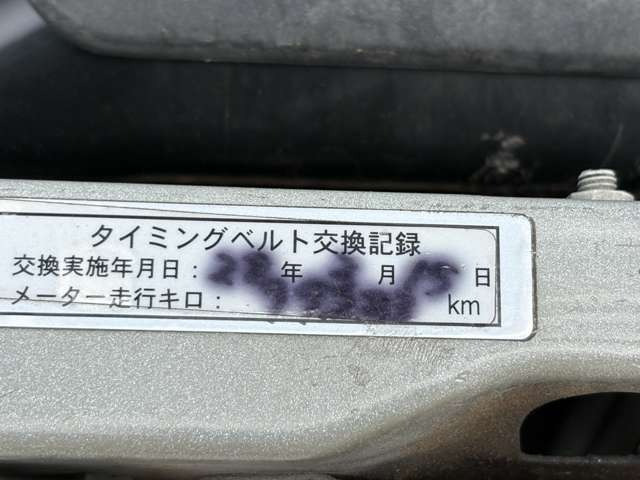 タイミングベルト交換記録
交換実施年月日: 年 月 日
メーター走行キロ: km